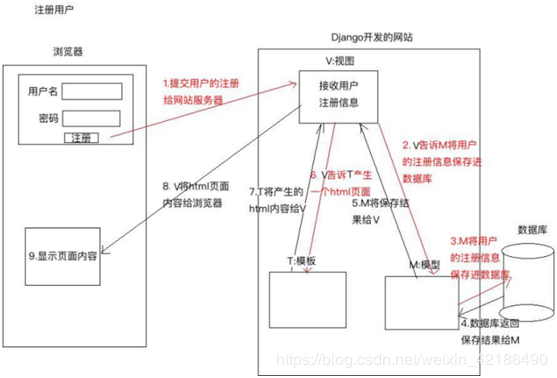 注册用户
浏览器
用户名
密码
注册
1.提交用户的注册
给网站服务器
Django开发的网站
V:视图
接收用户
注册信息
2. V告诉M将用户
的注册信息保存进
数据库
8. V将html页面
内容给浏览器
7.T将产生的
html内容给V
6. V告诉T产生
一个html页面
5.M将保存结
果给V
9.显示页面内容
T:模板
M:模型
数据库
3.M将用户
的注册信息
保存进数据库
4.数据库返回
保存结果给M
https://blog.csdn.net/weixin_42186490